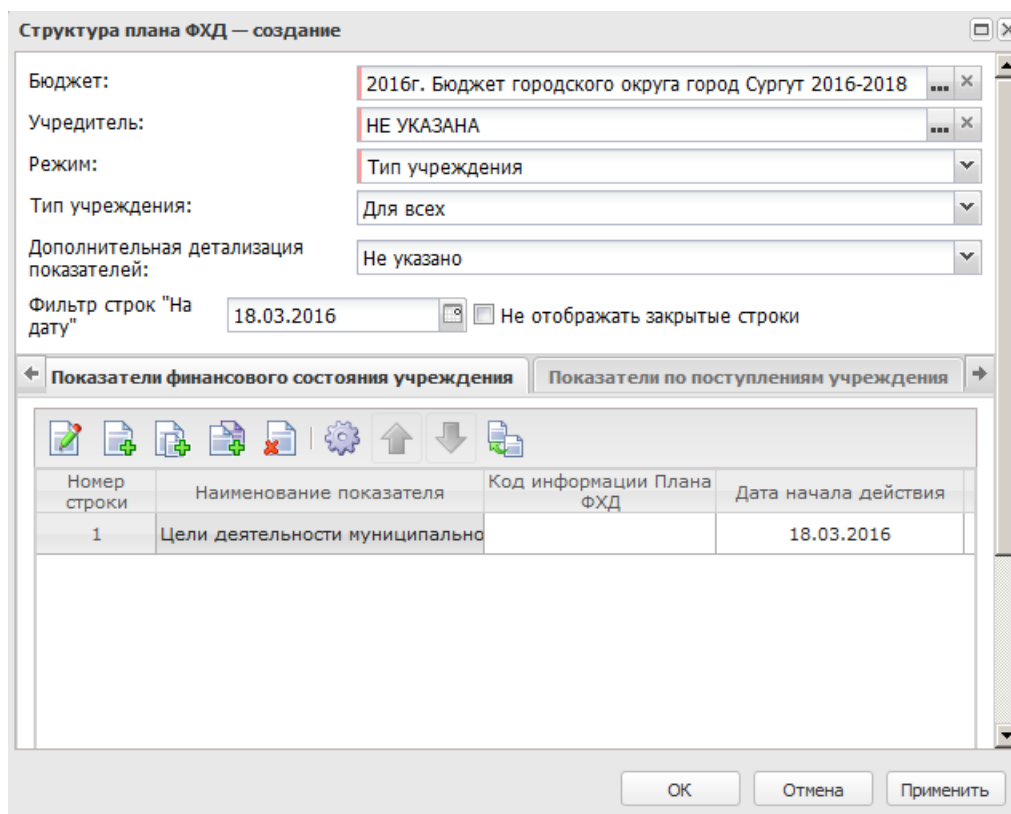 Структура плана ФХД — создание
Бюджет:
2016г. Бюджет городского округа город Сургут 2016-2018
Учредитель:
НЕ УКАЗАНА
Режим:
Тип учреждения
Тип учреждения:
Для всех
Дополнительная детализация
показателей:
Не указано
Фильтр строк "На
дату"
18.03.2016
Не отображать закрытые строки
Показатели финансового состояния учреждения
Показатели по поступлениям учреждения
Номер
строки
Наименование показателя
Код информации Плана
ФХД
Дата начала действия
1
Цели деятельности муниципально
18.03.2016
ОК
Отмена
Применить